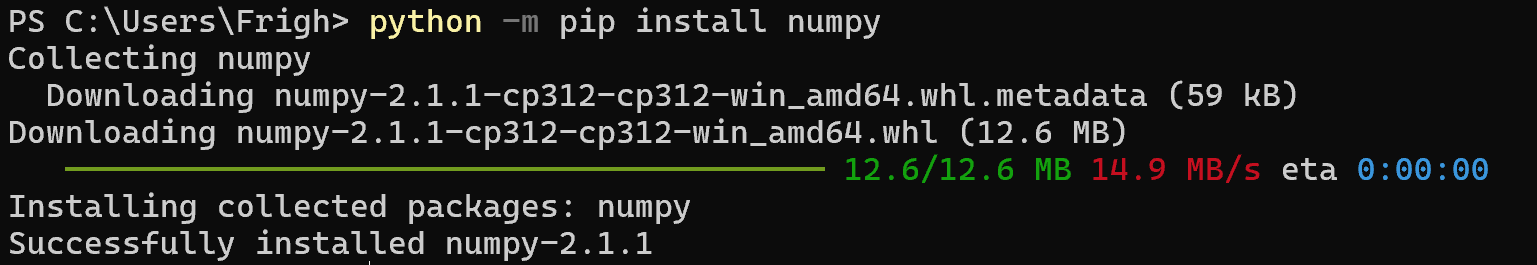 PS C:\Users\Frigh> python -m pip install numpy
Collecting numpy
  Downloading numpy-2.1.1-cp312-cp312-win_amd64.whl.metadata (59 kB)
Downloading numpy-2.1.1-cp312-cp312-win_amd64.whl (12.6 MB)
12.6/12.6 MB 14.9 MB/s eta 0:00:00
Installing collected packages: numpy
Successfully installed numpy-2.1.1